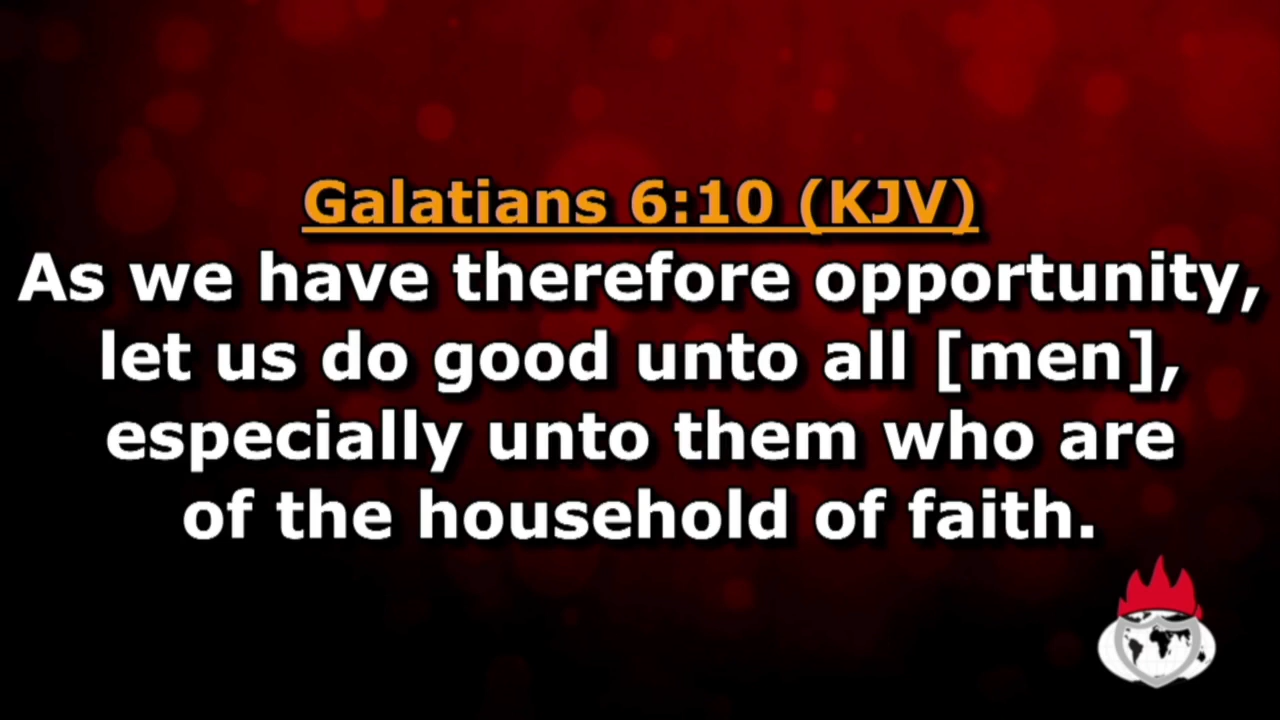 Galatians 6:10 (KJV)
As we have therefore opportunity,
let us do good unto all [men],
especially unto them who are
of the household of faith.